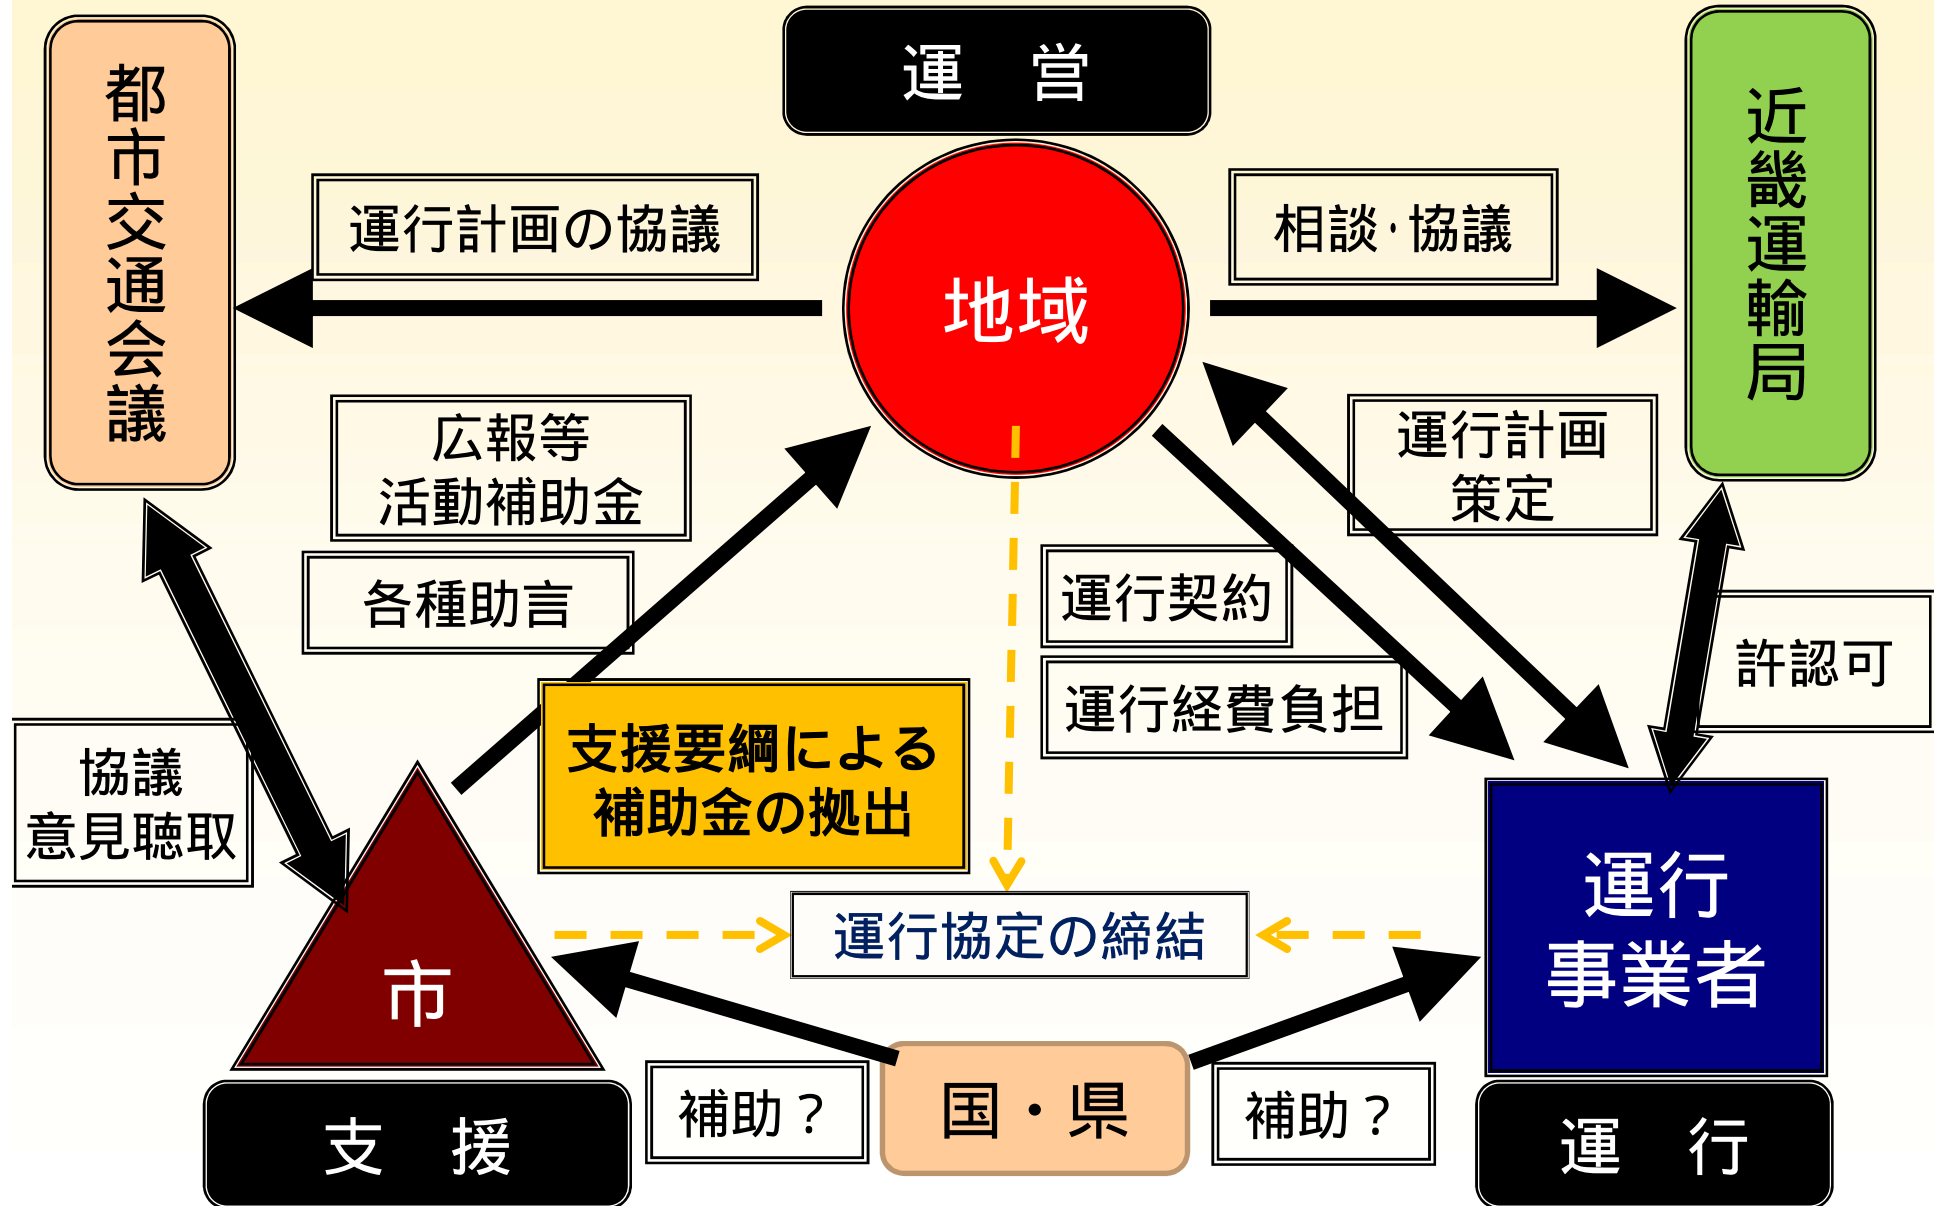 運　営
都市交通会議
近畿運輸局
運行計画の協議
相談・協議
地域
広報等
活動補助金
運行計画
策定
各種助言
運行契約
許認可
運行経費負担
支援要綱による
補助金の拠出
協議
意見聴取
運行
事業者
運行協定の締結
市
補助？
国・県
補助？
支　援
運　行